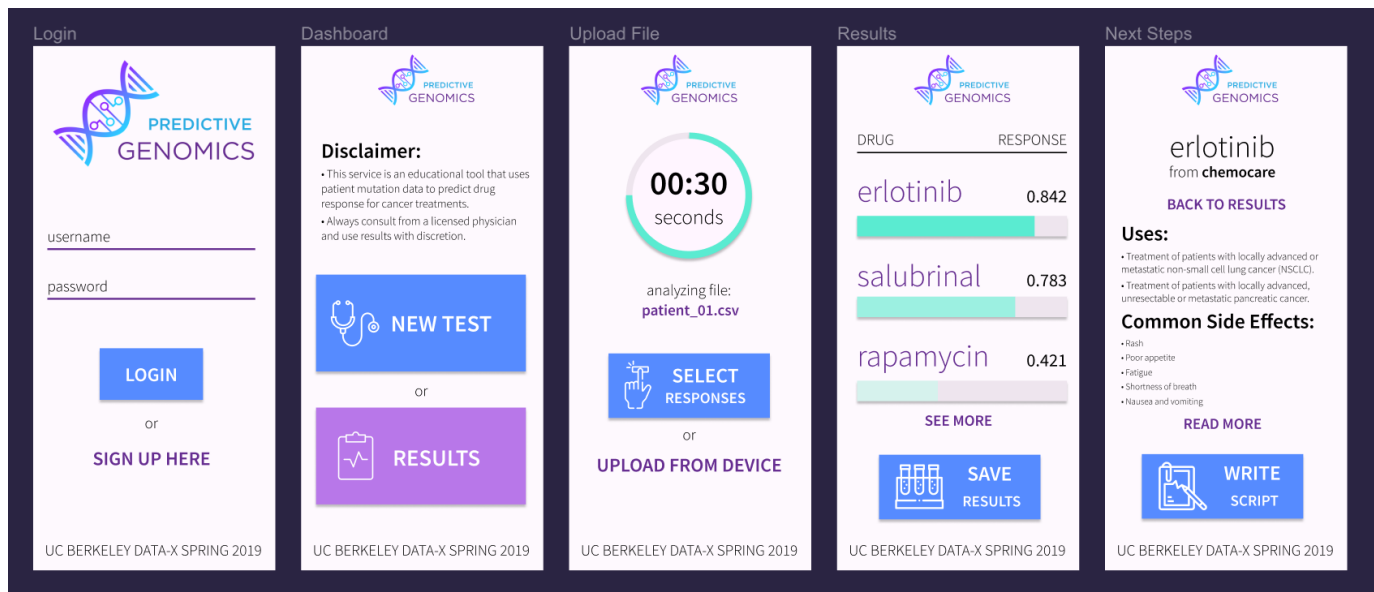 Login
PREDICTIVE
GENOMICS
username
password
LOGIN
or
SIGN UP HERE
UC BERKELEY DATA-X SPRING 2019
Dashboard
PREDICTIVE
GENOMICS
Disclaimer:
• This service is an educational tool that uses
patient mutation data to predict drug
response for cancer treatments.
• Always consult from a licensed physician
and use results with discretion.
NEW TEST
or
RESULTS
UC BERKELEY DATA-X SPRING 2019
Upload File
PREDICTIVE
GENOMICS
00:30
seconds
analyzing file:
patient_01.csv
SELECT
RESPONSES
or
UPLOAD FROM DEVICE
UC BERKELEY DATA-X SPRING 2019
Results
PREDICTIVE
GENOMICS
DRUG RESPONSE
erlotinib 0.842
salubrinal 0.783
rapamycin 0.421
SEE MORE
SAVE
RESULTS
UC BERKELEY DATA-X SPRING 2019
Next Steps
PREDICTIVE
GENOMICS
erlotinib
from chemocare
BACK TO RESULTS
Uses:
• Treatment of patients with locally advanced or
metastatic non-small cell lung cancer (NSCLC).
• Treatment of patients with locally advanced,
unresectable or metastatic pancreatic cancer.
Common Side Effects:
• Rash
• Poor appetite
• Fatigue
• Shortness of breath
• Nausea and vomiting
READ MORE
WRITE
SCRIPT
UC BERKELEY DATA-X SPRING 2019